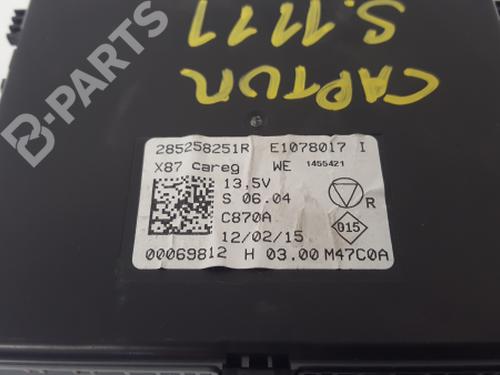 B-PARTS
CAPTUR
S.1111
285258251R E1078017 I
X87 careg WE 1455421
13,5V
S 06.04
C870A
R
015
12/02/15
00069812 H 03.00 M47C0A